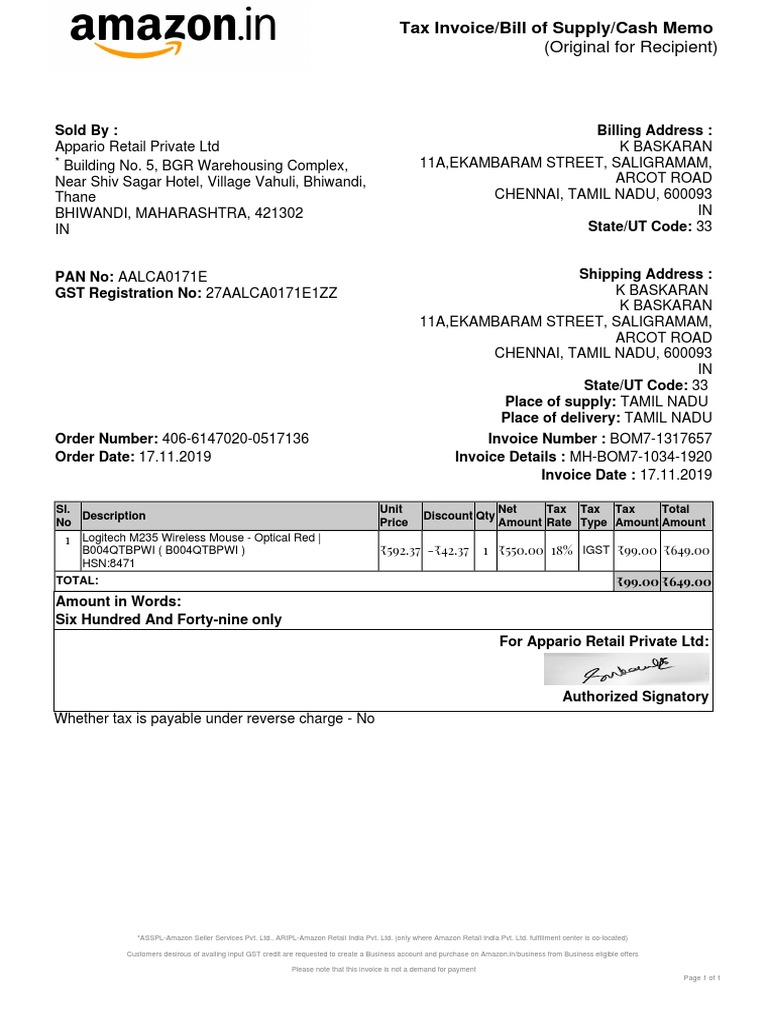 amazon.in
Tax Invoice/Bill of Supply/Cash Memo
(Original for Recipient)
Sold By :
Appario Retail Private Ltd
* Building No. 5, BGR Warehousing Complex,
Near Shiv Sagar Hotel, Village Vahuli, Bhiwandi,
Thane
BHIWANDI, MAHARASHTRA, 421302
IN
Billing Address :
K BASKARAN
11A,EKAMBARAM STREET, SALIGRAMAM,
ARCOT ROAD
CHENNAI, TAMIL NADU, 600093
IN
State/UT Code: 33
PAN No: AALCA0171E
GST Registration No: 27AALCA0171E1ZZ
Shipping Address :
K BASKARAN
K BASKARAN
11A,EKAMBARAM STREET, SALIGRAMAM,
ARCOT ROAD
CHENNAI, TAMIL NADU, 600093
IN
State/UT Code: 33
Place of supply: TAMIL NADU
Place of delivery: TAMIL NADU
Order Number: 406-6147020-0517136
Order Date: 17.11.2019
Invoice Number : BOM7-1317657
Invoice Details : MH-BOM7-1034-1920
Invoice Date : 17.11.2019
Sl. No Description Unit Price Discount Qty Net Amount Tax Rate Tax Type Tax Amount Total Amount
1 Logitech M235 Wireless Mouse - Optical Red | ₹592.37 -₹42.37 1 ₹550.00 18% IGST ₹99.00 ₹649.00
B004QTBPWI ( B004QTBPWI )
HSN:8471
TOTAL: ₹99.00 ₹649.00
Amount in Words:
Six Hundred And Forty-nine only
For Appario Retail Private Ltd:
Authorized Signatory
Whether tax is payable under reverse charge - No
*ASSPL-Amazon Seller Services Pvt. Ltd., ARIPL-Amazon Retail India Pvt. Ltd. (only where Amazon Retail India Pvt. Ltd. fulfillment center is co-located)
Customers desirous of availing input GST credit are requested to create a Business account and purchase on Amazon.in/business from Business eligible offers
Please note that this invoice is not a demand for payment
Page 1 of 1